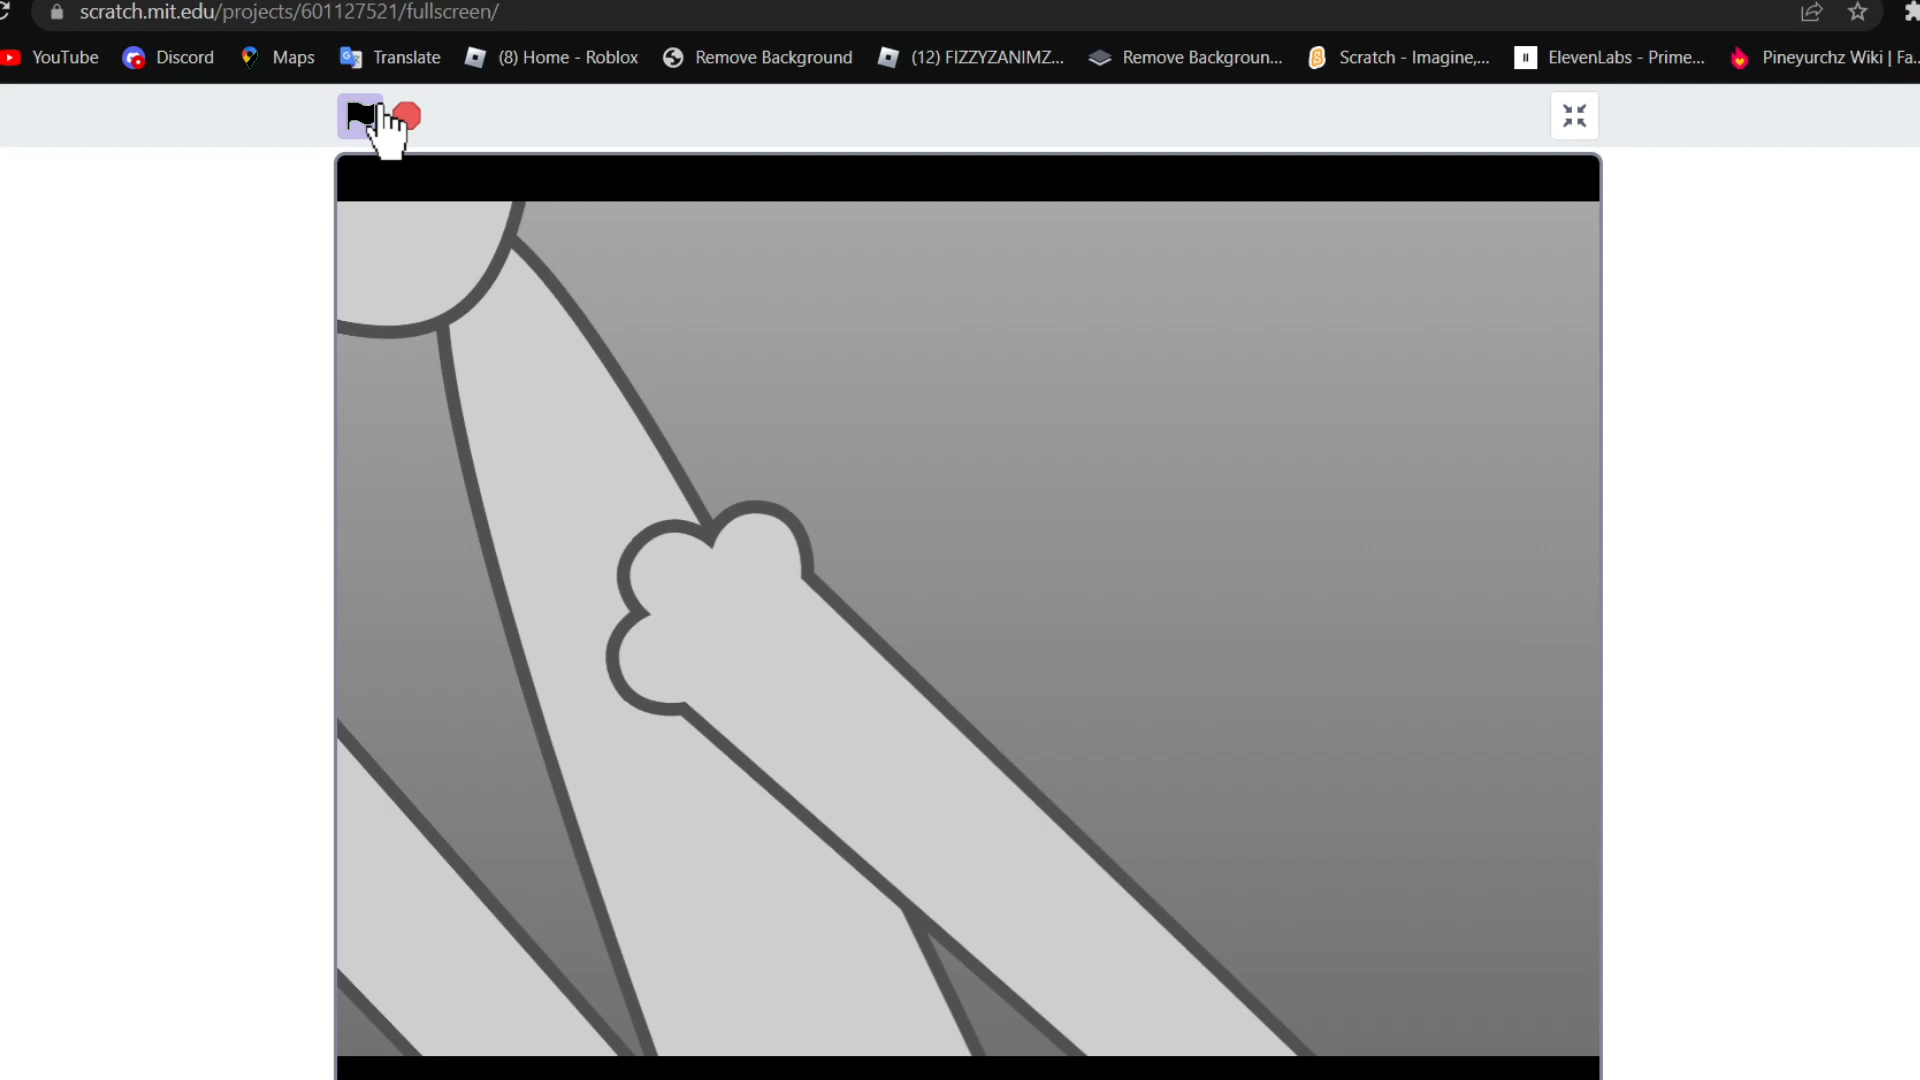 scratch.mit.edu/projects/601127521/fullscreen/
YouTube Discord Maps Translate (8) Home - Roblox Remove Background (12) FIZZYZANIMZ... Remove Backgroun... Scratch - Imagine,... ElevenLabs - Prime... Pineyurchz Wiki | Fa...